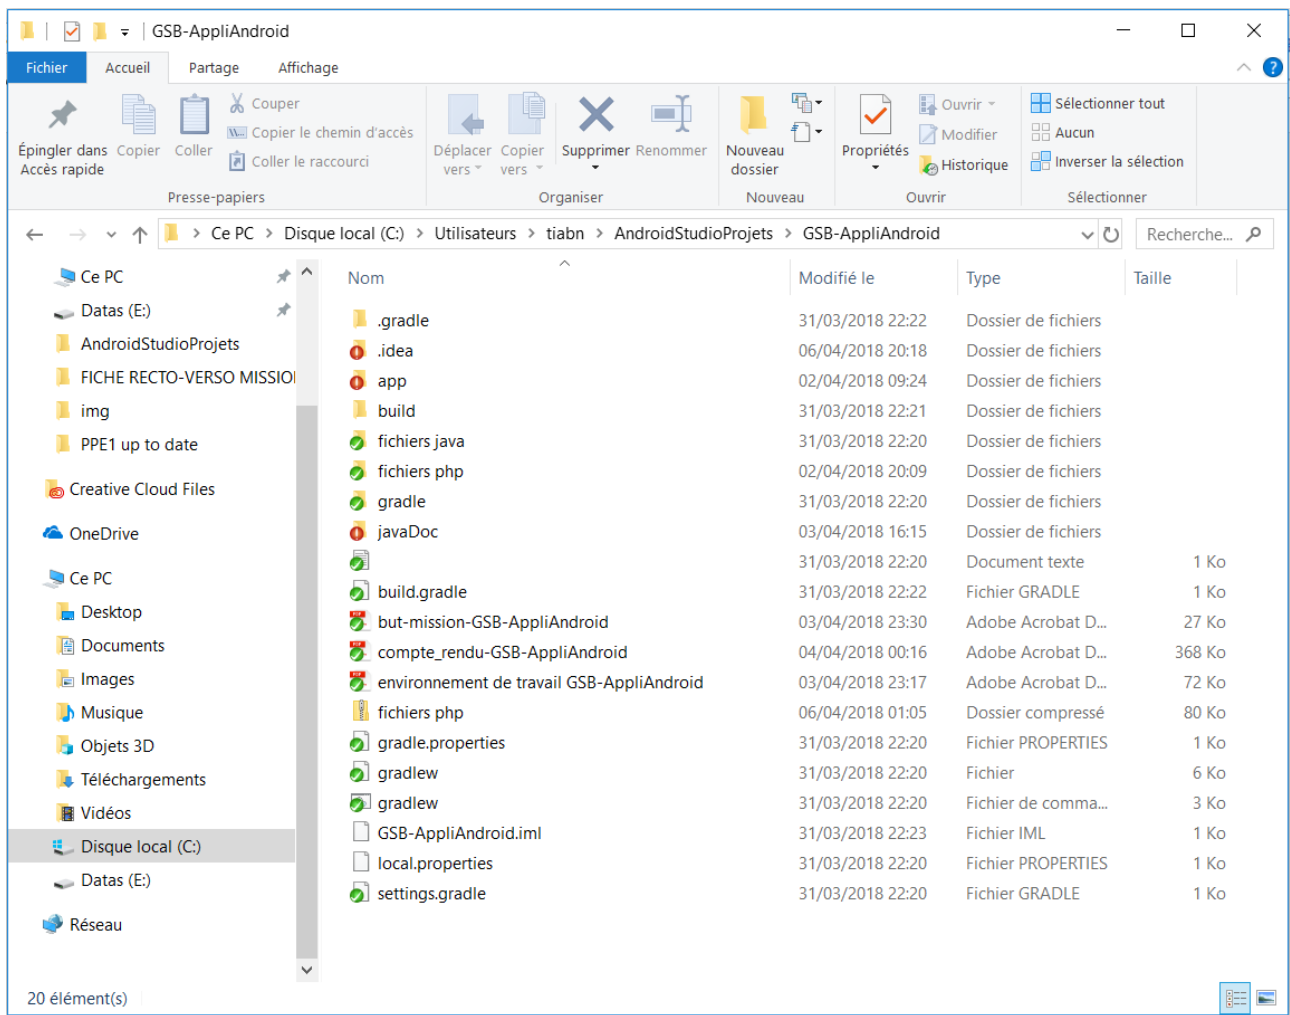 GSB-AppliAndroid
Fichier Accueil Partage Affichage
Épingler dans Accès rapide
Copier
Coller
Couper
Copier le chemin d'accès
Coller le raccourci
Presse-papiers
Déplacer vers
Copier vers
Supprimer
Renommer
Organiser
Nouveau dossier
Nouveau
Propriétés
Ouvrir
Modifier
Historique
Ouvrir
Sélectionner tout
Aucun
Inverser la sélection
Sélectionner
Ce PC > Disque local (C:) > Utilisateurs > tiabn > AndroidStudioProjets > GSB-AppliAndroid
Recherche...
Ce PC
Datas (E:)
AndroidStudioProjets
FICHE RECTO-VERSO MISSIO
img
PPE1 up to date
Creative Cloud Files
OneDrive
Ce PC
Desktop
Documents
Images
Musique
Objets 3D
Téléchargements
Vidéos
Disque local (C:)
Datas (E:)
Réseau
Nom Modifié le Type Taille
.gradle 31/03/2018 22:22 Dossier de fichiers
.idea 06/04/2018 20:18 Dossier de fichiers
app 02/04/2018 09:24 Dossier de fichiers
build 31/03/2018 22:21 Dossier de fichiers
fichiers java 31/03/2018 22:20 Dossier de fichiers
fichiers php 02/04/2018 20:09 Dossier de fichiers
gradle 31/03/2018 22:20 Dossier de fichiers
javaDoc 03/04/2018 16:15 Dossier de fichiers
31/03/2018 22:20 Document texte 1 Ko
build.gradle 31/03/2018 22:22 Fichier GRADLE 1 Ko
but-mission-GSB-AppliAndroid 03/04/2018 23:30 Adobe Acrobat D... 27 Ko
compte_rendu-GSB-AppliAndroid 04/04/2018 00:16 Adobe Acrobat D... 368 Ko
environnement de travail GSB-AppliAndroid 03/04/2018 23:17 Adobe Acrobat D... 72 Ko
fichiers php 06/04/2018 01:05 Dossier compressé 80 Ko
gradle.properties 31/03/2018 22:20 Fichier PROPERTIES 1 Ko
gradlew 31/03/2018 22:20 Fichier 6 Ko
gradlew 31/03/2018 22:20 Fichier de comma... 3 Ko
GSB-AppliAndroid.iml 31/03/2018 22:23 Fichier IML 1 Ko
local.properties 31/03/2018 22:20 Fichier PROPERTIES 1 Ko
settings.gradle 31/03/2018 22:20 Fichier GRADLE 1 Ko
20 élément(s)